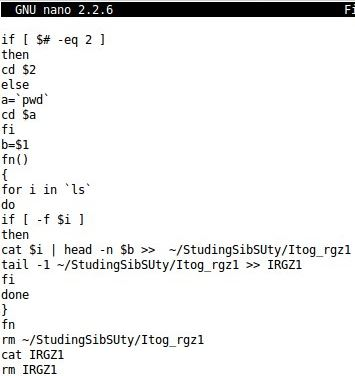 GNU nano 2.2.6 Fi
if [ $# -eq 2 ]
then
cd $2
else
a=`pwd`
cd $a
fi
b=$1
fn()
{
for i in `ls`
do
if [ -f $i ]
then
cat $i | head -n $b >>  ~/StudingSibSUty/Itog_rgz1
tail -1 ~/StudingSibSUty/Itog_rgz1 >> IRGZ1
fi
done
}
fn
rm ~/StudingSibSUty/Itog_rgz1
cat IRGZ1
rm IRGZ1